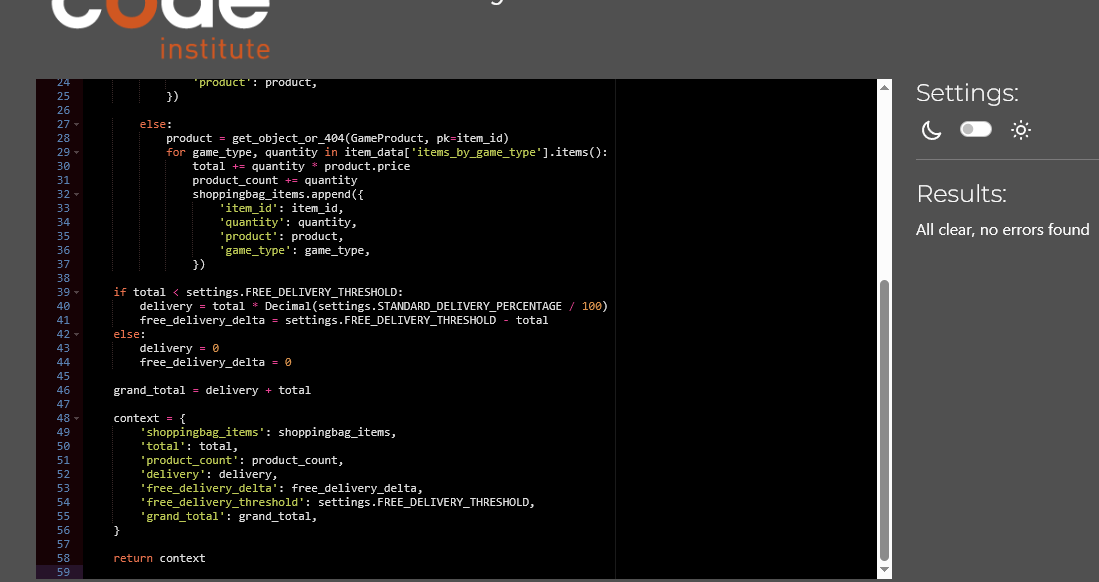 code
institute
24 'product': product,
25 })
26
27 else:
28 product = get_object_or_404(GameProduct, pk=item_id)
29 for game_type, quantity in item_data['items_by_game_type'].items():
30 total += quantity * product.price
31 product_count += quantity
32 shoppingbag_items.append({
33 'item_id': item_id,
34 'quantity': quantity,
35 'product': product,
36 'game_type': game_type,
37 })
38
39 if total < settings.FREE_DELIVERY_THRESHOLD:
40 delivery = total * Decimal(settings.STANDARD_DELIVERY_PERCENTAGE / 100)
41 free_delivery_delta = settings.FREE_DELIVERY_THRESHOLD - total
42 else:
43 delivery = 0
44 free_delivery_delta = 0
45
46 grand_total = delivery + total
47
48 context = {
49 'shoppingbag_items': shoppingbag_items,
50 'total': total,
51 'product_count': product_count,
52 'delivery': delivery,
53 'free_delivery_delta': free_delivery_delta,
54 'free_delivery_threshold': settings.FREE_DELIVERY_THRESHOLD,
55 'grand_total': grand_total,
56 }
57
58 return context
59
Settings:
Results:
All clear, no errors found